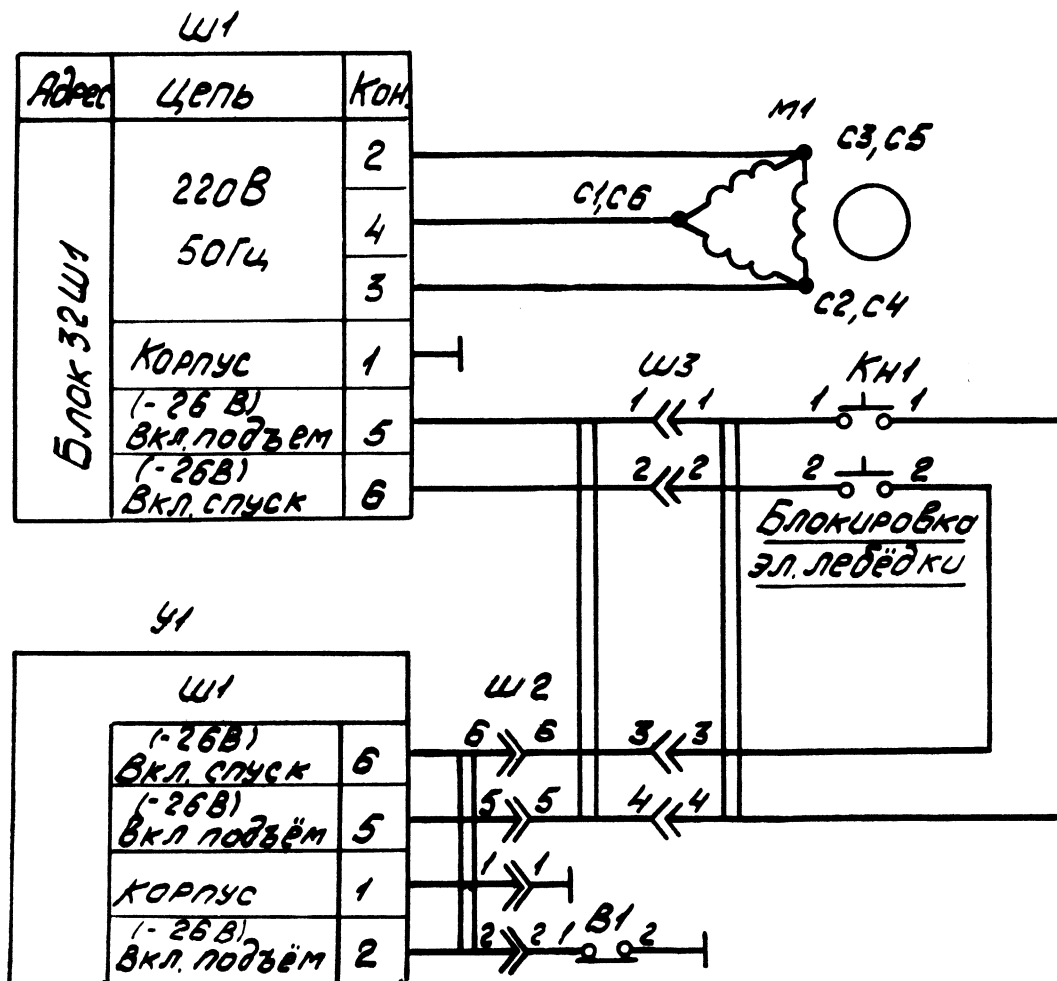 Ш1
Адрес Цепь Кон.
Блок 32Ш1
220В
50Гц
2
4
3
Корпус 1
(-26 В)
Вкл. подъем 5
(-26В)
Вкл. спуск 6
М1
С3, С5
С1, С6
С2, С4
Ш3
Кн1
1 1 1 1
2 2 2 2
Блокировка
эл. лебёдки
У1
Ш1
Ш2
(-26В)
Вкл. спуск 6
6 6 3 3
(-26В)
Вкл. подъём 5
5 5 4 4
Корпус 1
1 1
(-26В)
Вкл. подъём 2
2 2 1 В1 2